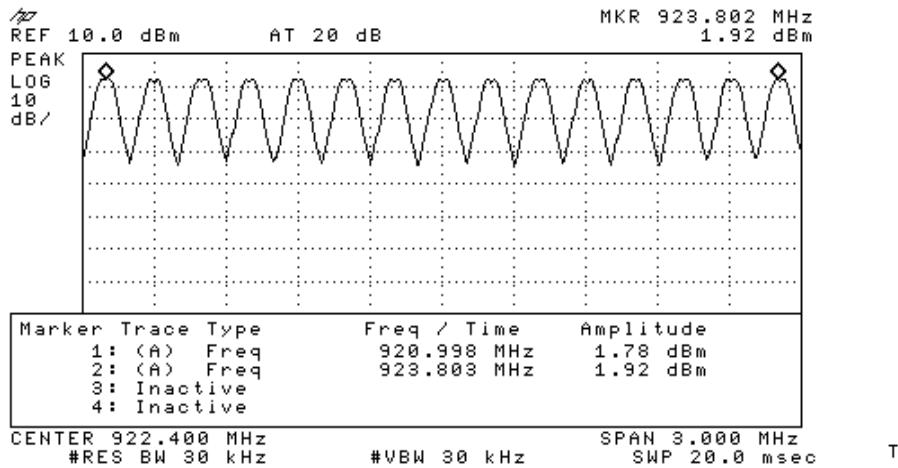 hp MKR 923.802 MHz
REF 10.0 dBm AT 20 dB 1.92 dBm
PEAK
LOG
10
dB/
Marker Trace Type Freq / Time Amplitude
1: (A) Freq 920.998 MHz 1.78 dBm
2: (A) Freq 923.803 MHz 1.92 dBm
3: Inactive
4: Inactive
CENTER 922.400 MHz SPAN 3.000 MHz
#RES BW 30 kHz #VBW 30 kHz SWP 20.0 msec
T